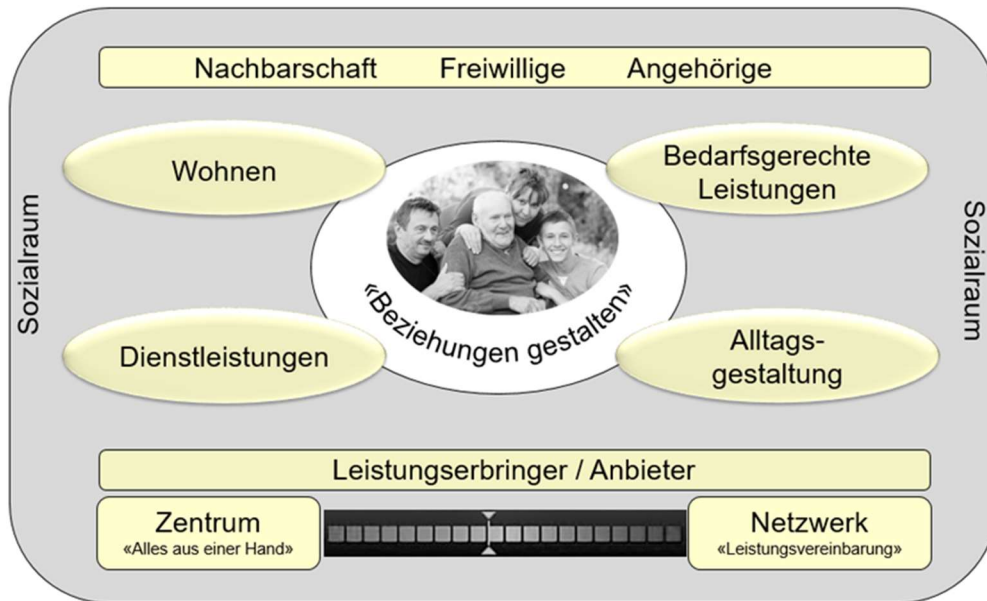 Nachbarschaft Freiwillige Angehörige
Wohnen
Bedarfsgerechte
Leistungen
Sozialraum
Sozialraum
«Beziehungen gestalten»
Dienstleistungen
Alltags-
gestaltung
Leistungserbringer / Anbieter
Zentrum
«Alles aus einer Hand»
Netzwerk
«Leistungsvereinbarung»